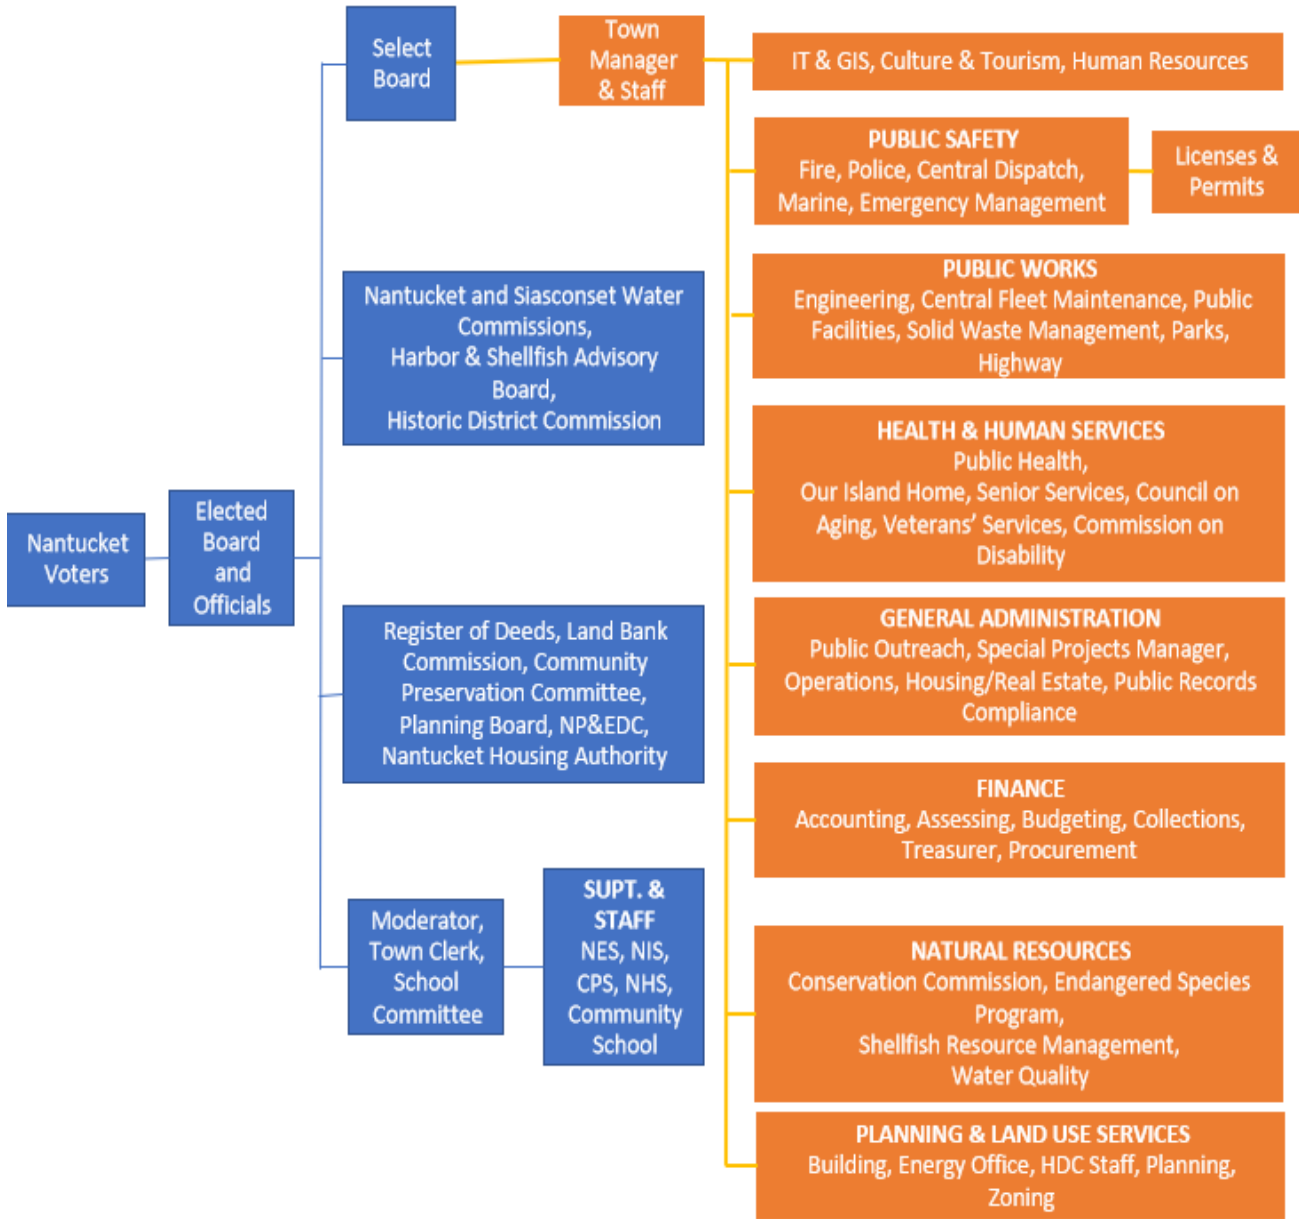 Nantucket
Voters
Elected
Board
and
Officials
Select
Board
Town
Manager
& Staff
Nantucket and Siasconset Water
Commissions,
Harbor & Shellfish Advisory
Board,
Historic District Commission
Register of Deeds, Land Bank
Commission, Community
Preservation Committee,
Planning Board, NP&EDC,
Nantucket Housing Authority
Moderator,
Town Clerk,
School
Committee
SUPT. &
STAFF
NES, NIS,
CPS, NHS,
Community
School
IT & GIS, Culture & Tourism, Human Resources
PUBLIC SAFETY
Fire, Police, Central Dispatch,
Marine, Emergency Management
Licenses &
Permits
PUBLIC WORKS
Engineering, Central Fleet Maintenance, Public
Facilities, Solid Waste Management, Parks,
Highway
HEALTH & HUMAN SERVICES
Public Health,
Our Island Home, Senior Services, Council on
Aging, Veterans’ Services, Commission on
Disability
GENERAL ADMINISTRATION
Public Outreach, Special Projects Manager,
Operations, Housing/Real Estate, Public Records
Compliance
FINANCE
Accounting, Assessing, Budgeting, Collections,
Treasurer, Procurement
NATURAL RESOURCES
Conservation Commission, Endangered Species
Program,
Shellfish Resource Management,
Water Quality
PLANNING & LAND USE SERVICES
Building, Energy Office, HDC Staff, Planning,
Zoning